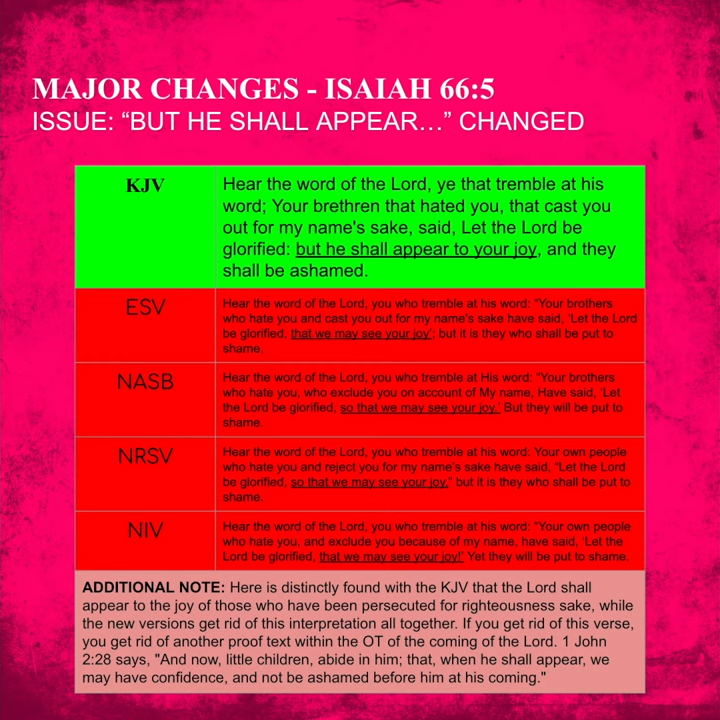 MAJOR CHANGES - ISAIAH 66:5
ISSUE: “BUT HE SHALL APPEAR…” CHANGED
KJV
Hear the word of the Lord, ye that tremble at his
word; Your brethren that hated you, that cast you
out for my name's sake, said, Let the Lord be
glorified: but he shall appear to your joy, and they
shall be ashamed.
ESV
Hear the word of the Lord, you who tremble at his word: “Your brothers
who hate you and cast you out for my name’s sake have said, ‘Let the Lord
be glorified, that we may see your joy’; but it is they who shall be put to
shame.
NASB
Hear the word of the Lord, you who tremble at His word: “Your brothers
who hate you, who exclude you on account of My name, Have said, ‘Let
the Lord be glorified, so that we may see your joy.’ But they will be put to
shame.
NRSV
Hear the word of the Lord, you who tremble at his word: Your own people
who hate you and reject you for my name’s sake have said, “Let the Lord
be glorified, so that we may see your joy,” but it is they who shall be put to
shame.
NIV
Hear the word of the Lord, you who tremble at his word: “Your own people
who hate you, and exclude you because of my name, have said, ‘Let the
Lord be glorified, that we may see your joy!’ Yet they will be put to shame.
ADDITIONAL NOTE: Here is distinctly found with the KJV that the Lord shall
appear to the joy of those who have been persecuted for righteousness sake, while
the new versions get rid of this interpretation all together. If you get rid of this verse,
you get rid of another proof text within the OT of the coming of the Lord. 1 John
2:28 says, "And now, little children, abide in him; that, when he shall appear, we
may have confidence, and not be ashamed before him at his coming."